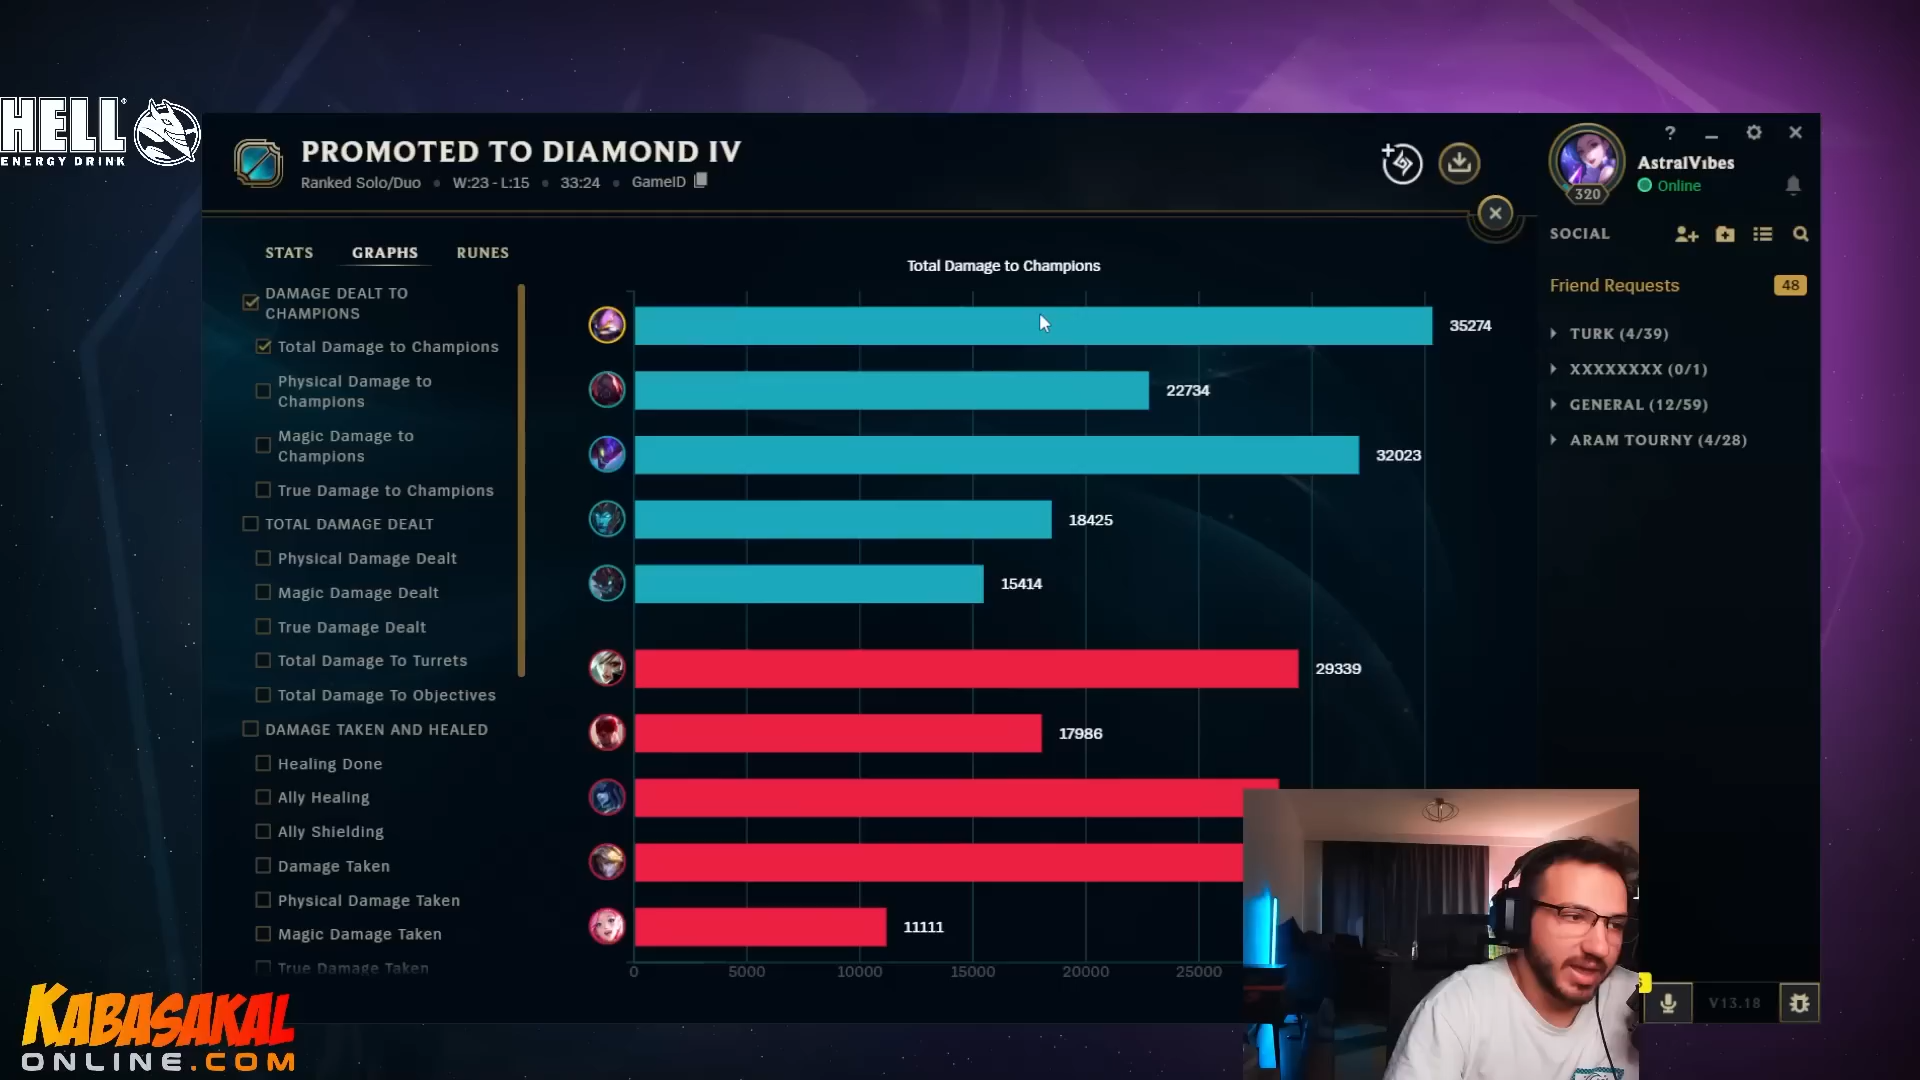 HELL
ENERGY DRINK
PROMOTED TO DIAMOND IV
Ranked Solo/Duo • W:23 - L:15 • 33:24 • GameID
?
320
AstralVıbes
Online
STATS GRAPHS RUNES
SOCIAL
Friend Requests 48
TURK (4/39)
XXXXXXXX (0/1)
GENERAL (12/59)
ARAM TOURNY (4/28)
DAMAGE DEALT TO
CHAMPIONS
Total Damage to Champions
Physical Damage to
Champions
Magic Damage to
Champions
True Damage to Champions
TOTAL DAMAGE DEALT
Physical Damage Dealt
Magic Damage Dealt
True Damage Dealt
Total Damage To Turrets
Total Damage To Objectives
DAMAGE TAKEN AND HEALED
Healing Done
Ally Healing
Ally Shielding
Damage Taken
Physical Damage Taken
Magic Damage Taken
True Damage Taken
Total Damage to Champions
35274
22734
32023
18425
15414
29339
17986
11111
0 5000 10000 15000 20000 25000
V13.18
KABASAKAL
ONLINE.COM